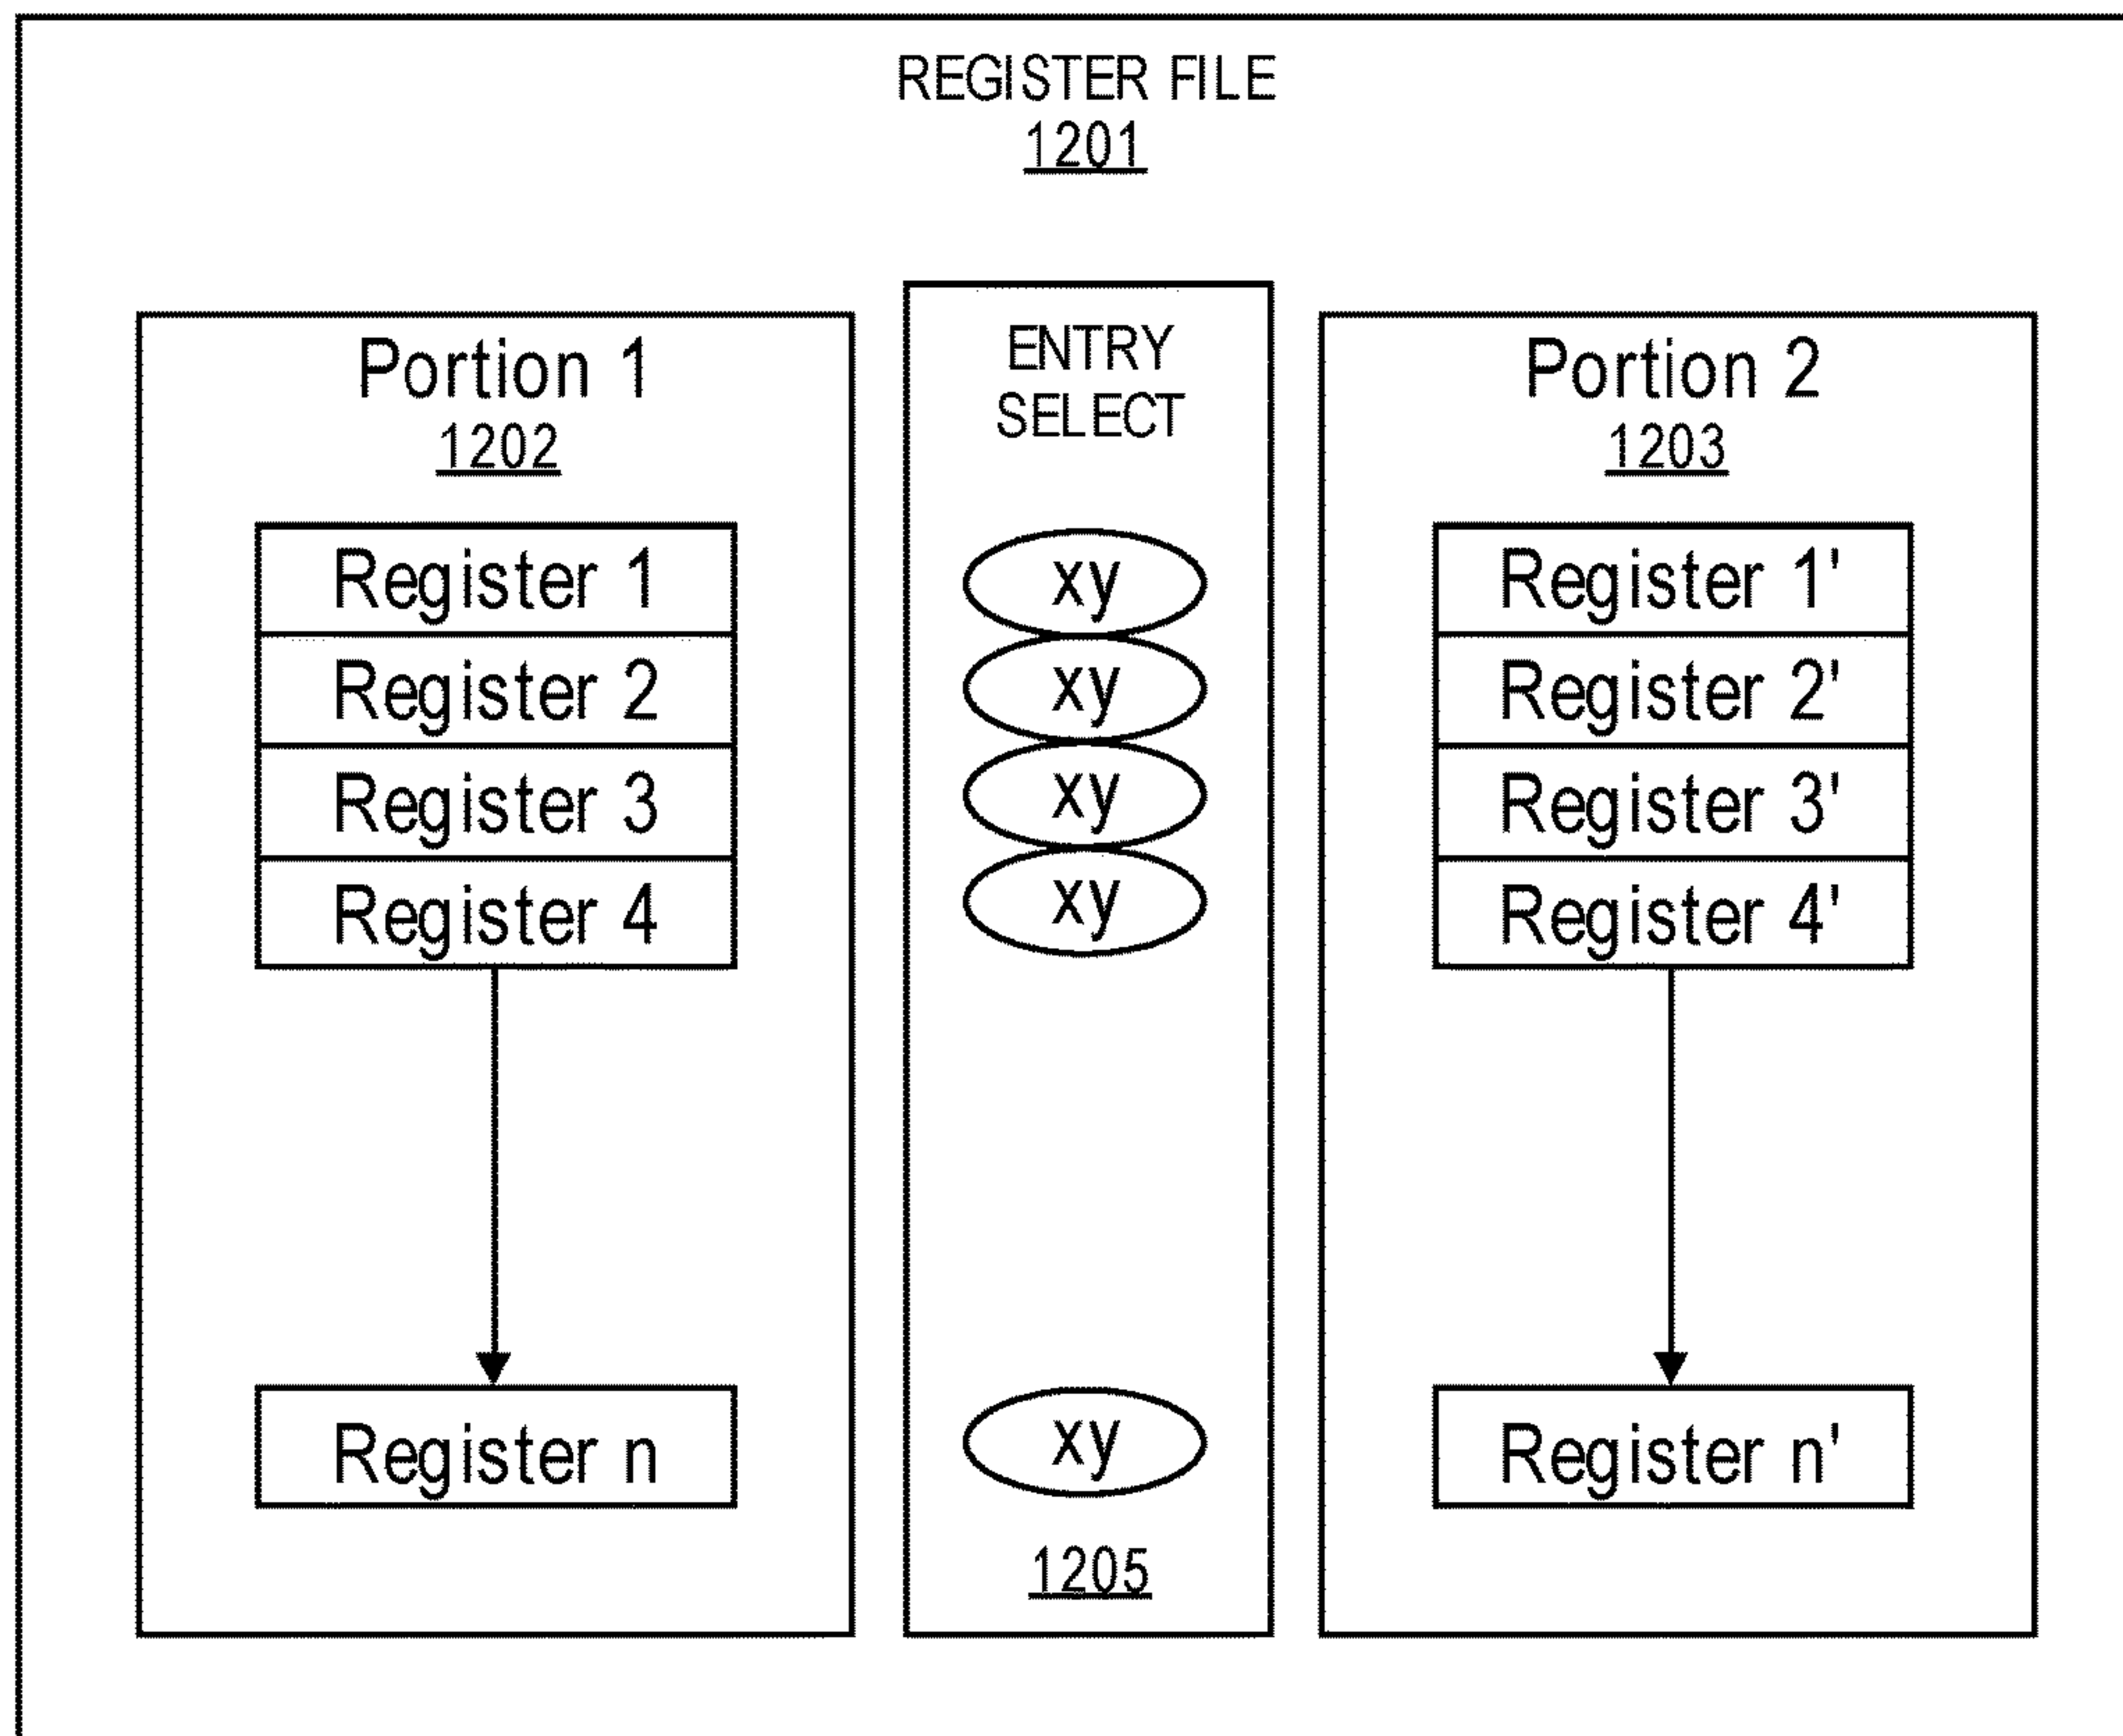 REGISTER FILE
1201
Portion 1
1202
Register 1
Register 2
Register 3
Register 4
Register n
ENTRY
SELECT
xy
xy
xy
xy
xy
1205
Portion 2
1203
Register 1'
Register 2'
Register 3'
Register 4'
Register n'